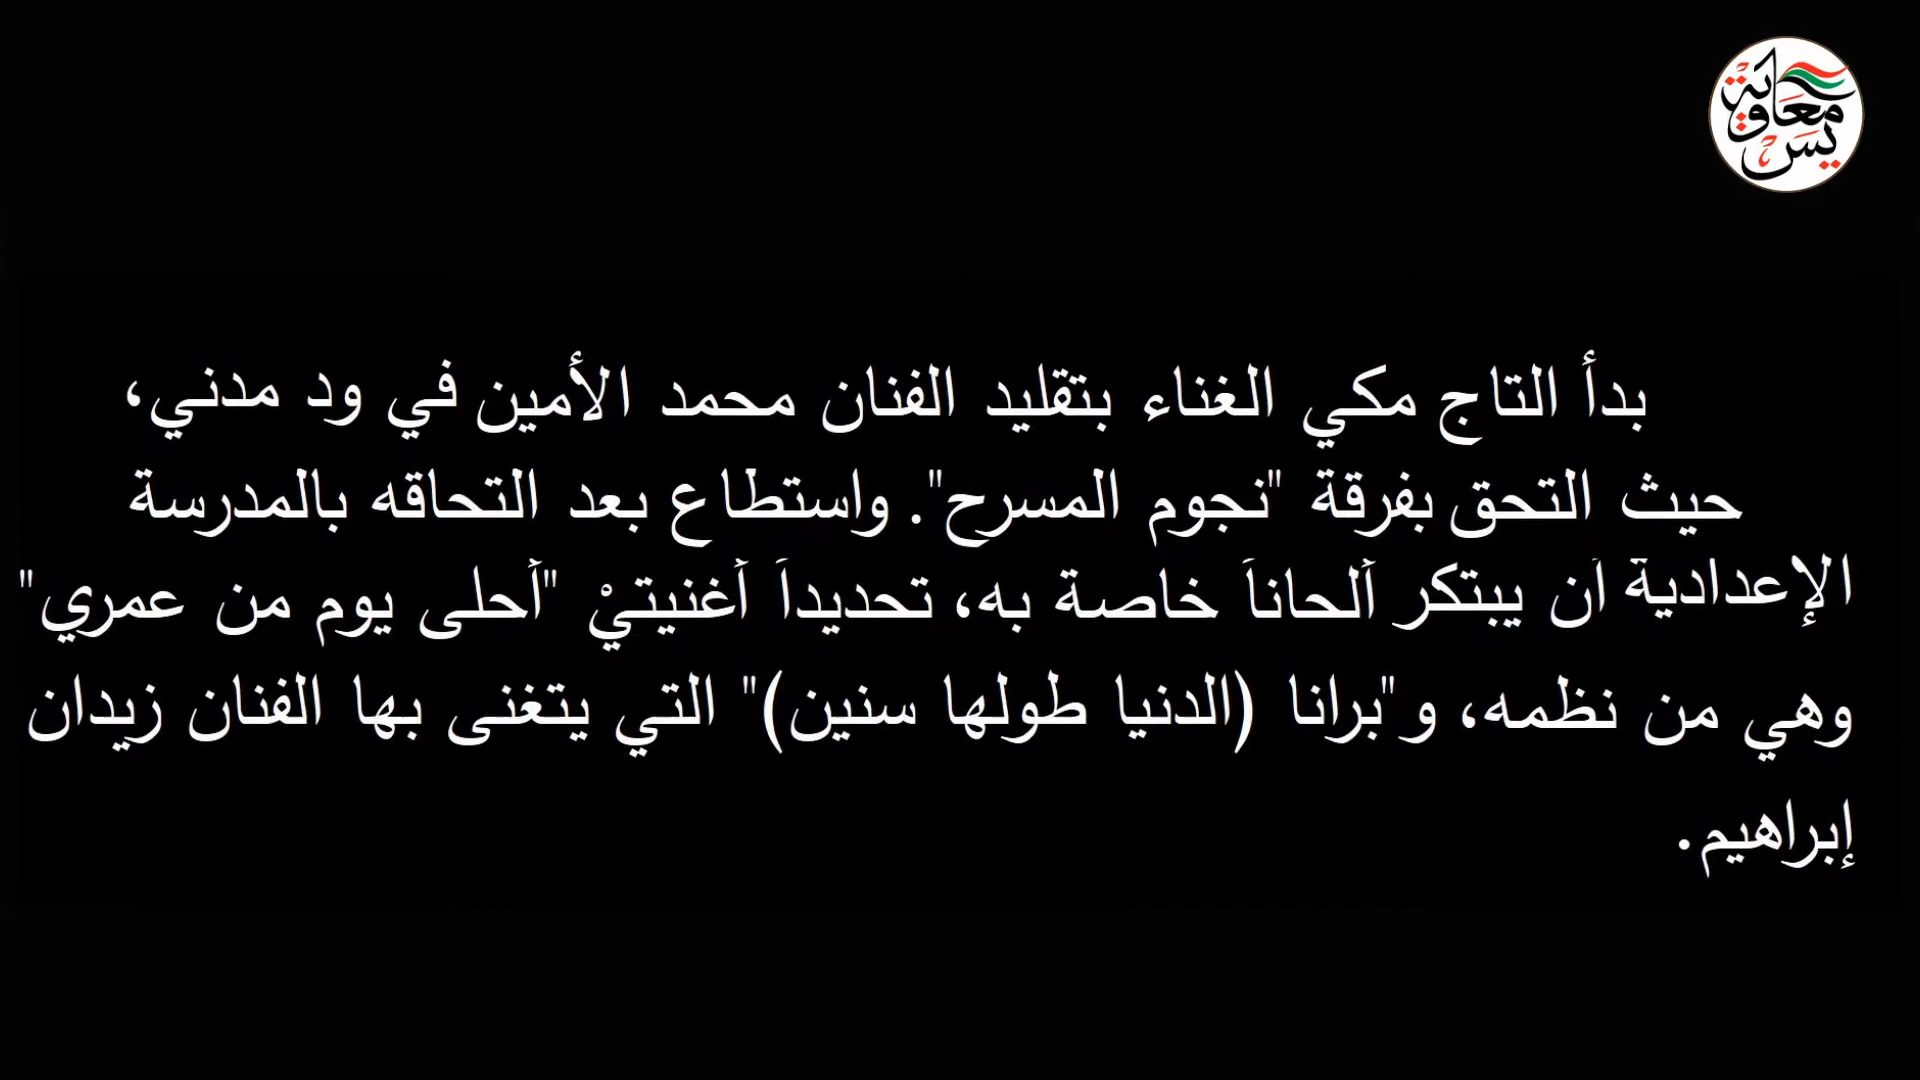 معاوية
يس
بدأ التاج مكي الغناء بتقليد الفنان محمد الأمين في ود مدني،
حيث التحق بفرقة "نجوم المسرح". واستطاع بعد التحاقه بالمدرسة
الإعدادية أن يبتكر ألحاناً خاصة به، تحديداً أغنيتيْ "أحلى يوم من عمري"
وهي من نظمه، و"برانا (الدنيا طولها سنين)" التي يتغنى بها الفنان زيدان
إبراهيم.